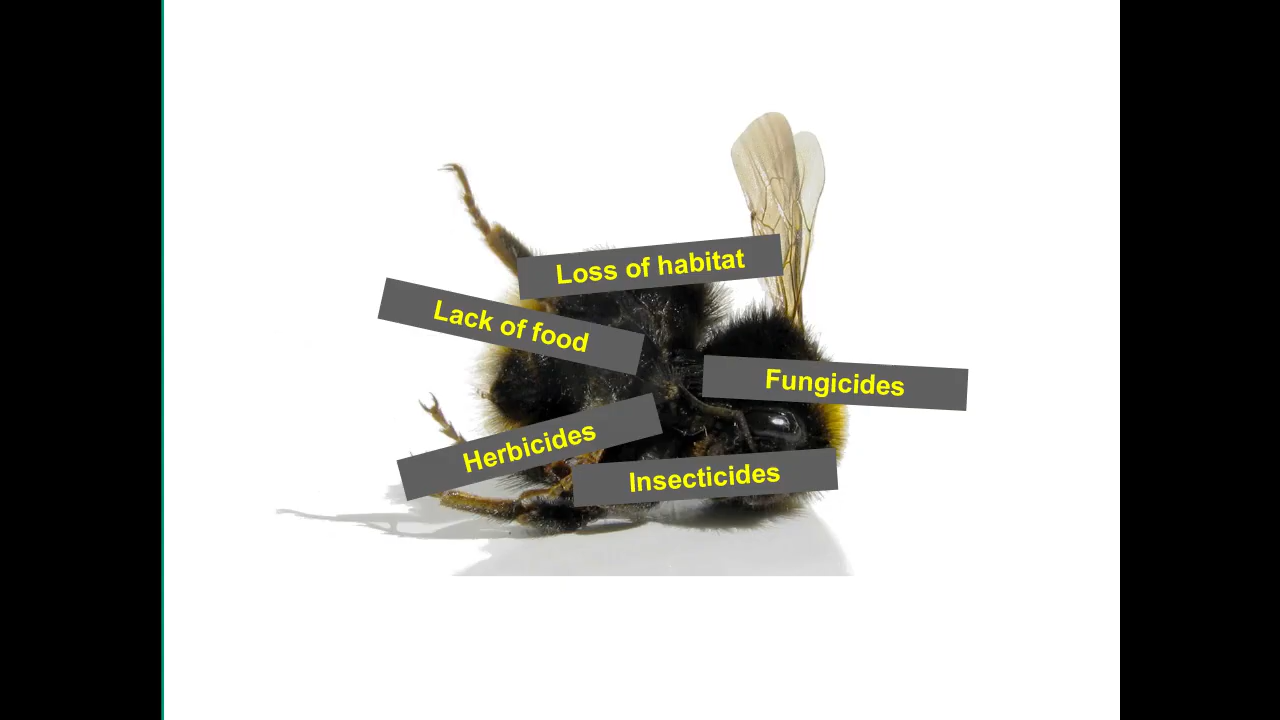 Loss of habitat
Lack of food
Fungicides
Herbicides
Insecticides